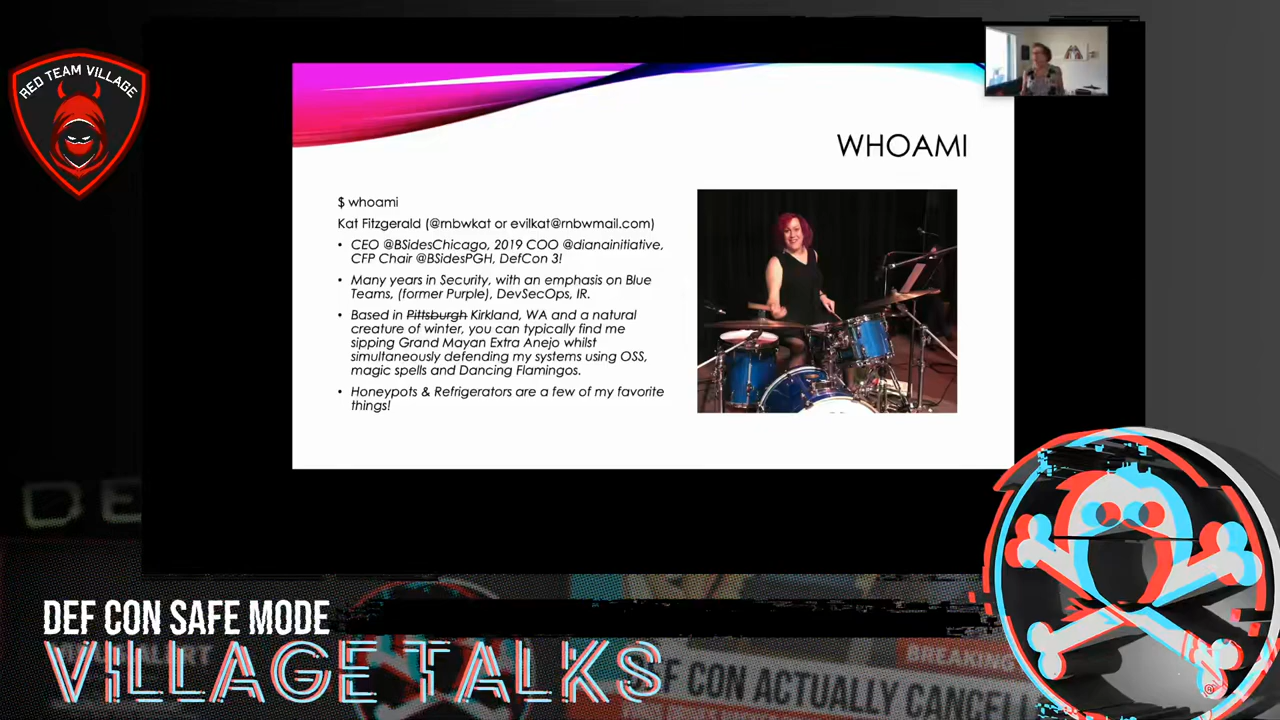 RED TEAM VILLAGE
WHOAMI
$ whoami
Kat Fitzgerald (@rnbwkat or evilkat@rnbwmail.com)
• CEO @BSidesChicago, 2019 COO @dianainitiative,
CFP Chair @BSidesPGH, DefCon 3!
• Many years in Security, with an emphasis on Blue
Teams, (former Purple), DevSecOps, IR.
• Based in Pittsburgh Kirkland, WA and a natural
creature of winter, you can typically find me
sipping Grand Mayan Extra Anejo whilst
simultaneously defending my systems using OSS,
magic spells and Dancing Flamingos.
• Honeypots & Refrigerators are a few of my favorite
things!
DE
DEF CON SAFE MODE
VILLAGE TALKS
BREAKING
EF CON ACTUALLY CANCEL